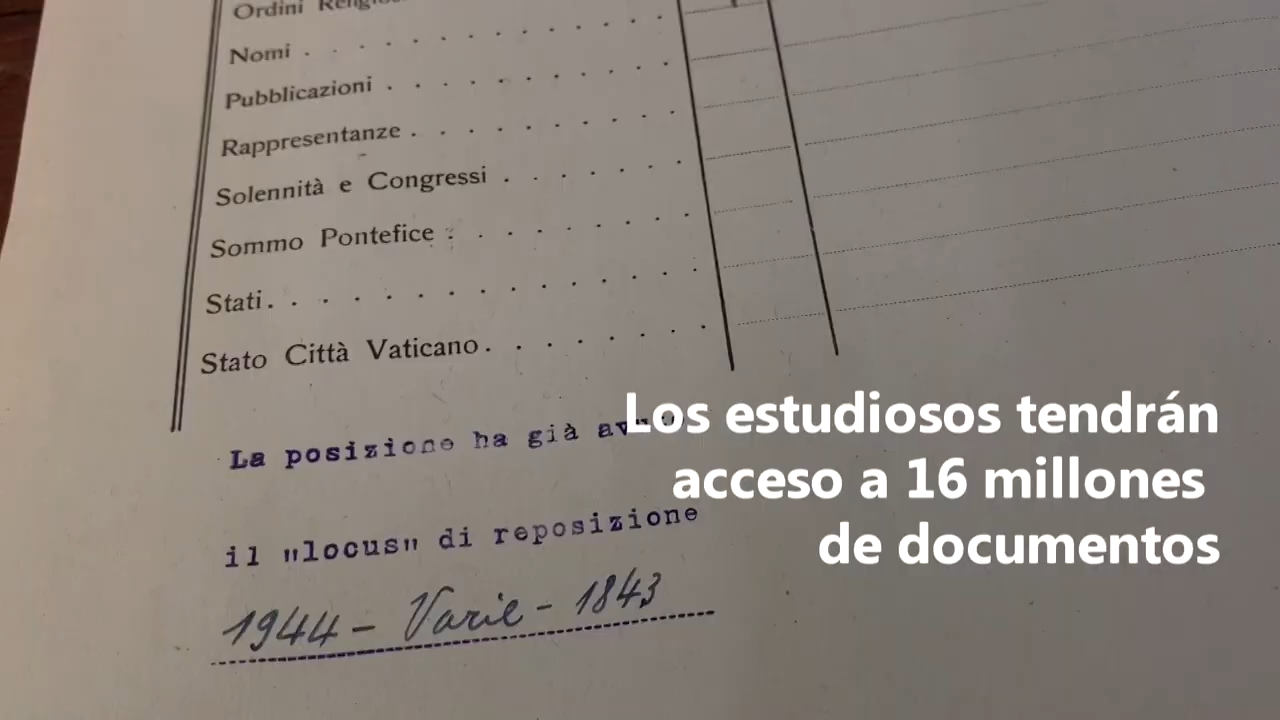 Ordini
Nomi
Pubblicazioni
Rappresentanze
Solennità e Congressi
Sommo Pontefice
Stati
Stato Città Vaticano
La posizione ha già
il "locus" di reposizione
1944 - Varie - 1843
Los estudiosos tendrán
acceso a 16 millones
de documentos